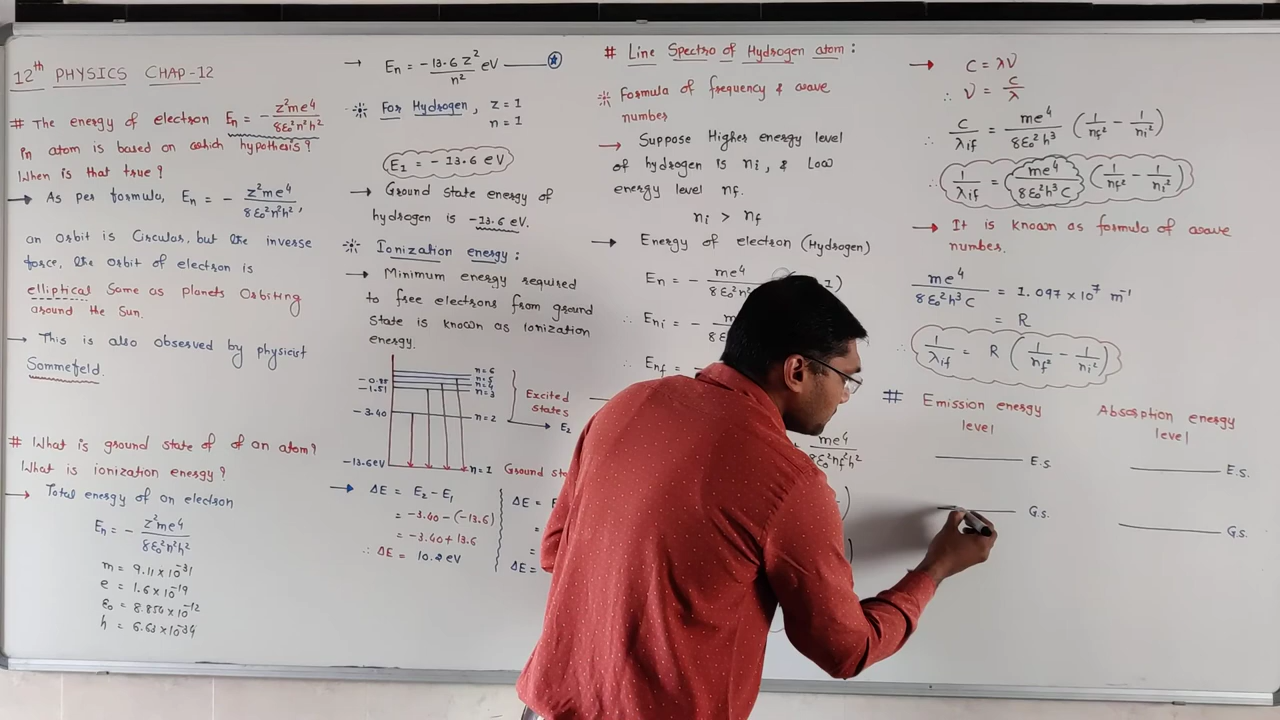 12th PHYSICS CHAP-12
# The energy of electron En = - z²me⁴ / 8ε₀²n²h²
in atom is based on which hypothesis?
When is that true?
→ As per formula, En = - z²me⁴ / 8ε₀²n²h²,
an orbit is Circular, but the inverse
force, the orbit of electron is
elliptical Same as planets Orbiting
around the Sun.
→ This is also observed by physicist
Sommefeld.
# What is ground state of of an atom?
What is ionization energy?
→ Total energy of an electron
En = - z²me⁴ / 8ε₀²n²h²
m = 9.11 × 10⁻³¹
e = 1.6 × 10⁻¹⁹
ε₀ = 8.854 × 10⁻¹²
h = 6.63 × 10⁻³⁴
→ En = -13.6 z² / n² eV
For Hydrogen, z = 1
n = 1
E₁ = - 13.6 eV
→ Ground state energy of
hydrogen is -13.6 eV.
Ionization energy:
→ Minimum energy required
to free electrons from ground
state is known as ionization
energy.
n=6
n=5
n=4
-0.85
-1.51
n=3
-3.40
n=2
-13.6eV
n=1 Ground
Excited
States
E₂
→ ΔE = E₂ - E₁
= -3.40 - (-13.6)
= -3.40 + 13.6
∴ ΔE = 10.2 eV
ΔE =
=
=
ΔE =
# Line Spectro of Hydrogen atom:
Formula of frequency & wave
number
→ Suppose Higher energy level
of hydrogen is ni, & Low
energy level nf.
ni > nf
→ Energy of electron (Hydrogen)
En = - me⁴
∴ Eni = -
∴ Enf =
me⁴ / 8ε₀²nf²h²
→ C = λν
∴ ν = C / λ
∴ C / λif = me⁴ / 8ε₀²h³ (1/nf² - 1/ni²)
∴ 1 / λif = me⁴ / 8ε₀²h³C (1/nf² - 1/ni²)
→ It is known as formula of wave
number.
me⁴ / 8ε₀²h³C = 1.097 × 10⁷ m⁻¹
= R
∴ 1 / λif = R (1/nf² - 1/ni²)
# Emission energy
level
E.S
G.S.
Absorption energy
level
E.S.
G.S.